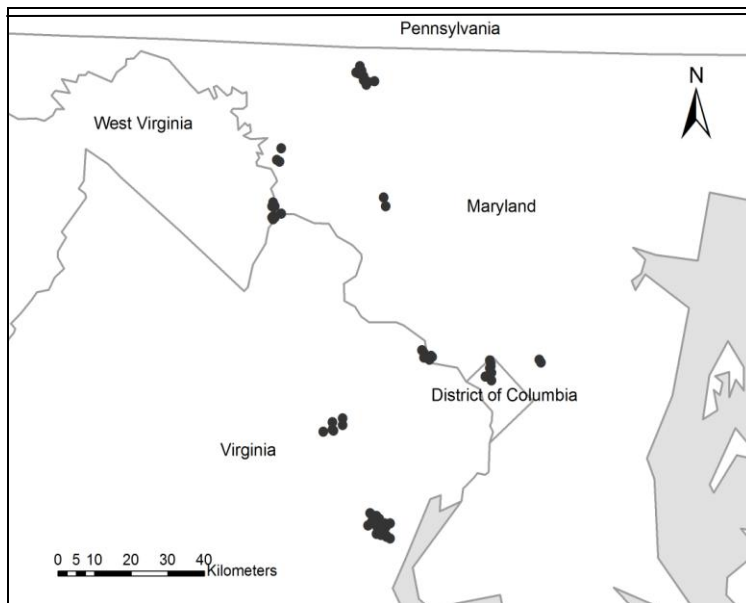 Pennsylvania
N
West Virginia
Maryland
District of Columbia
Virginia
0 5 10 20 30 40
Kilometers